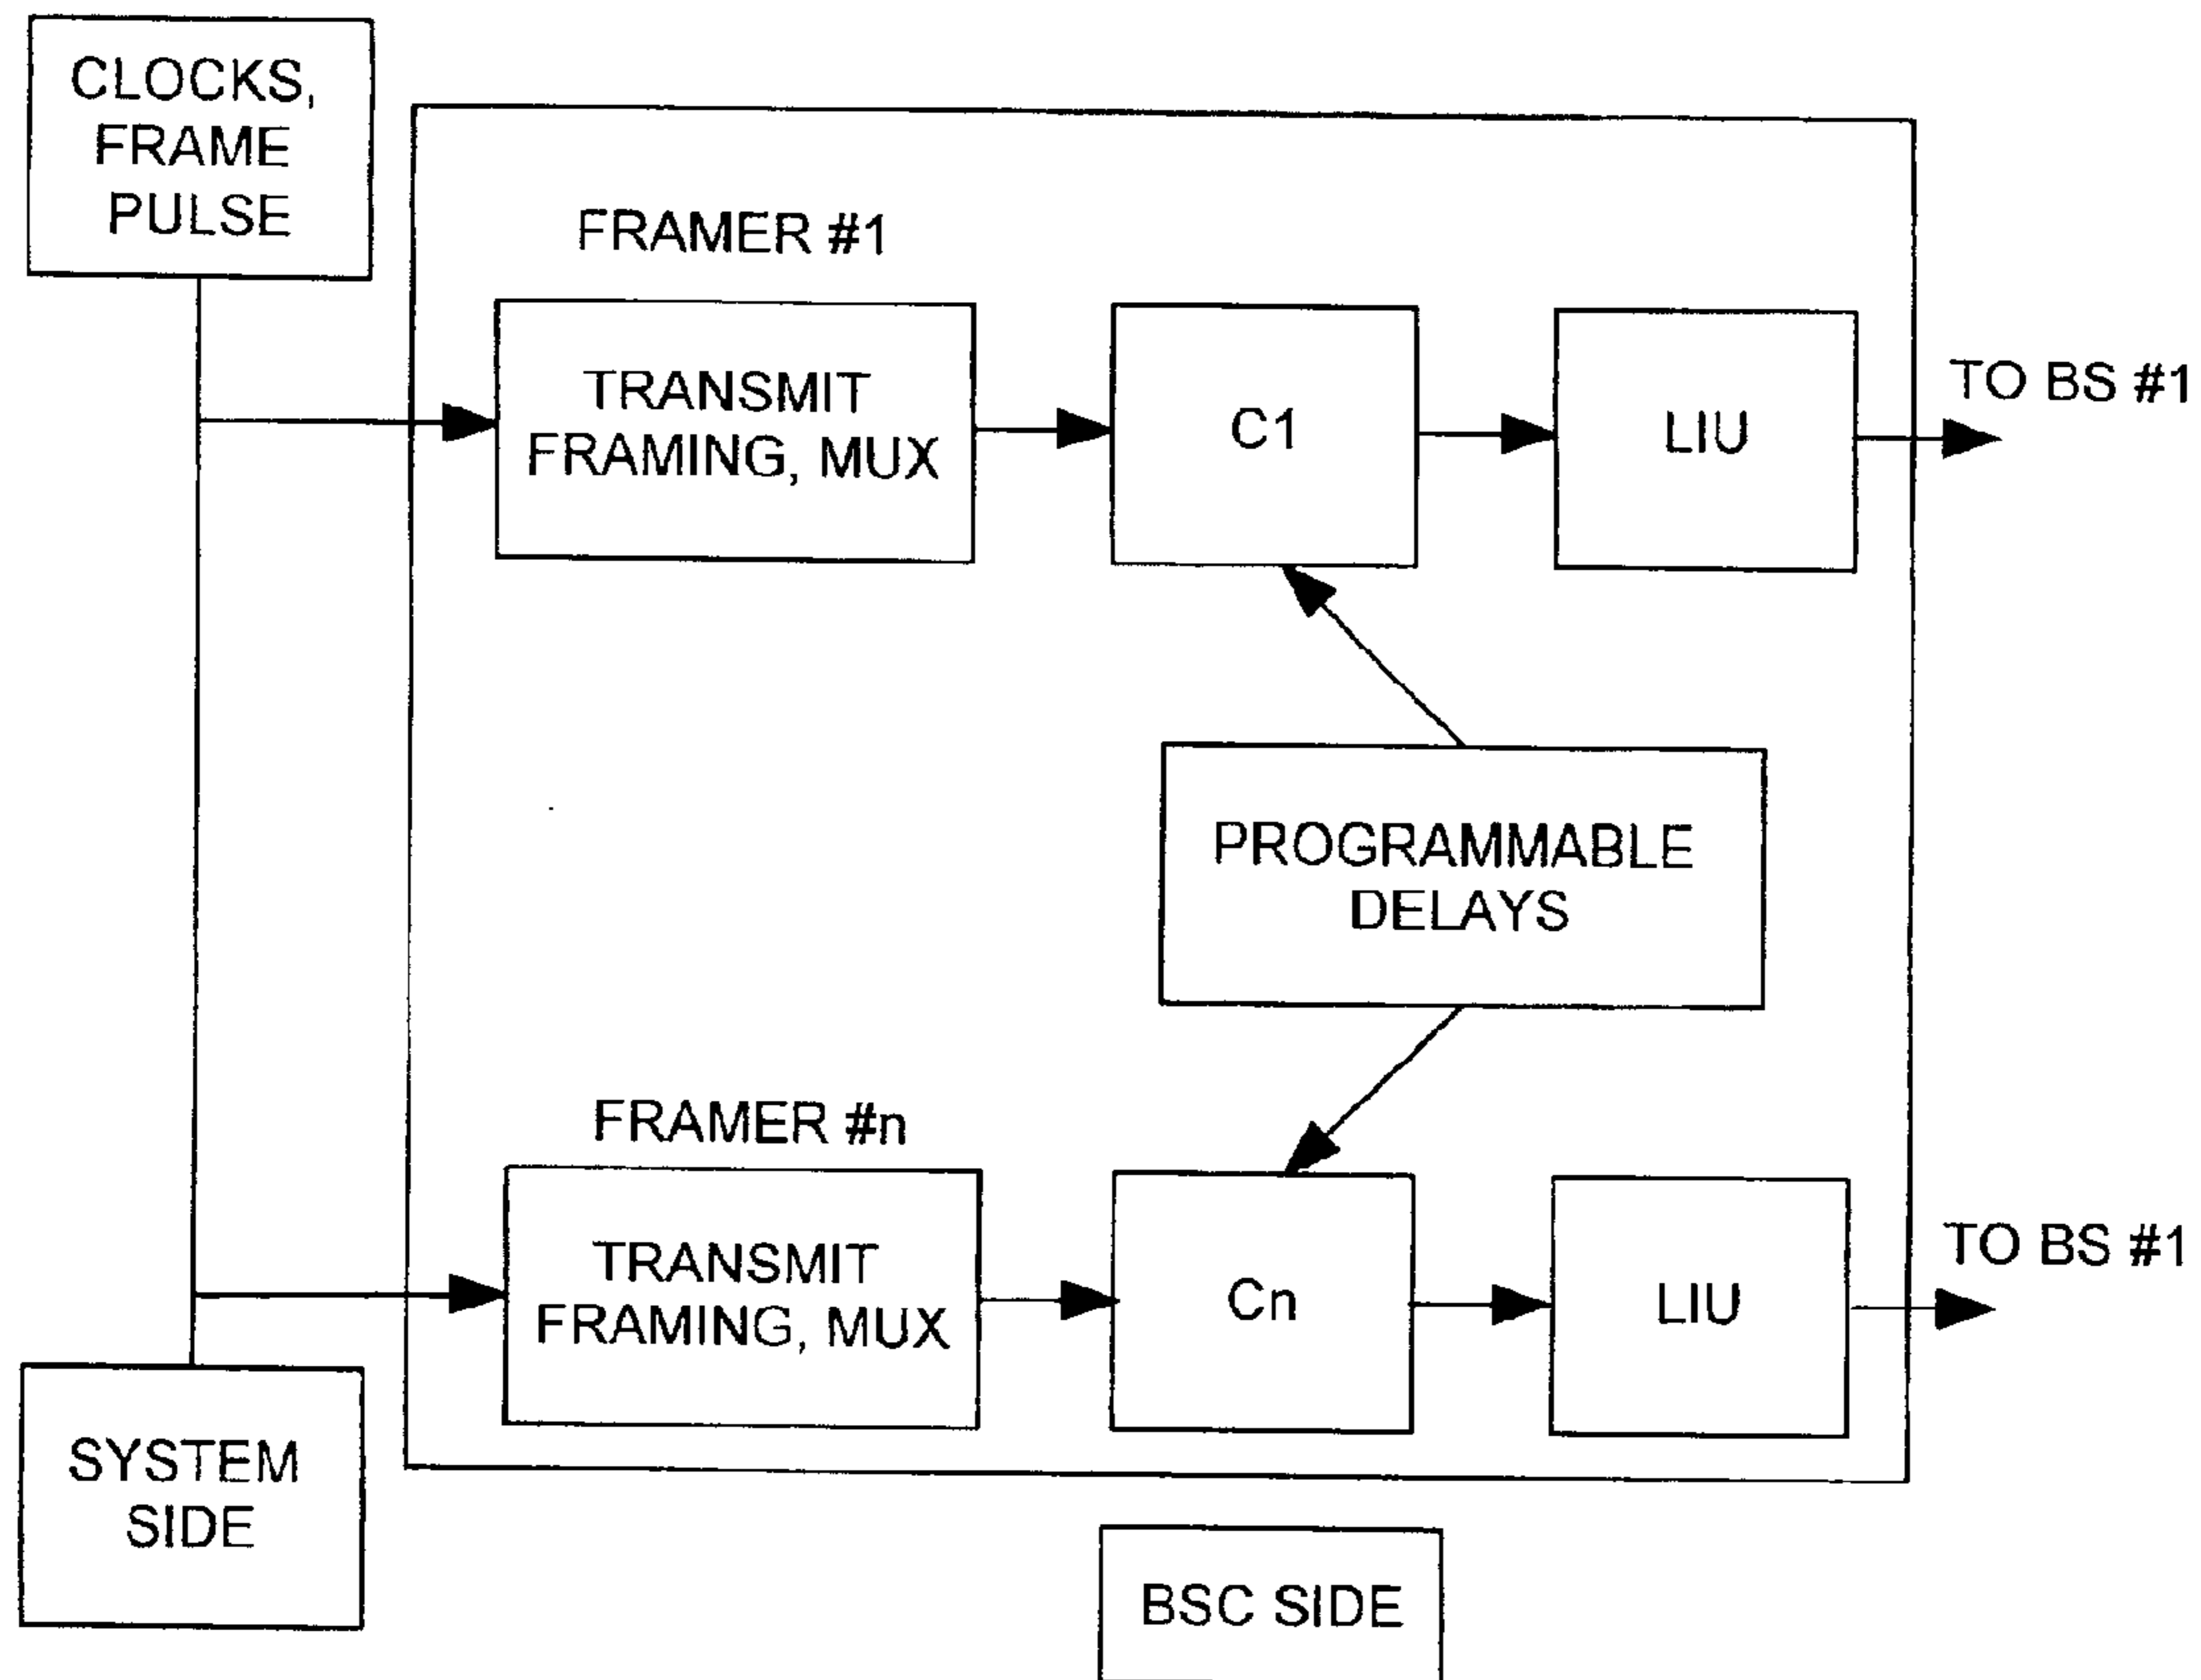 CLOCKS,
FRAME
PULSE
FRAMER #1
TRANSMIT
FRAMING, MUX
C1
LIU
TO BS #1
PROGRAMMABLE
DELAYS
FRAMER #n
TRANSMIT
FRAMING, MUX
Cn
LIU
TO BS #1
SYSTEM
SIDE
BSC SIDE